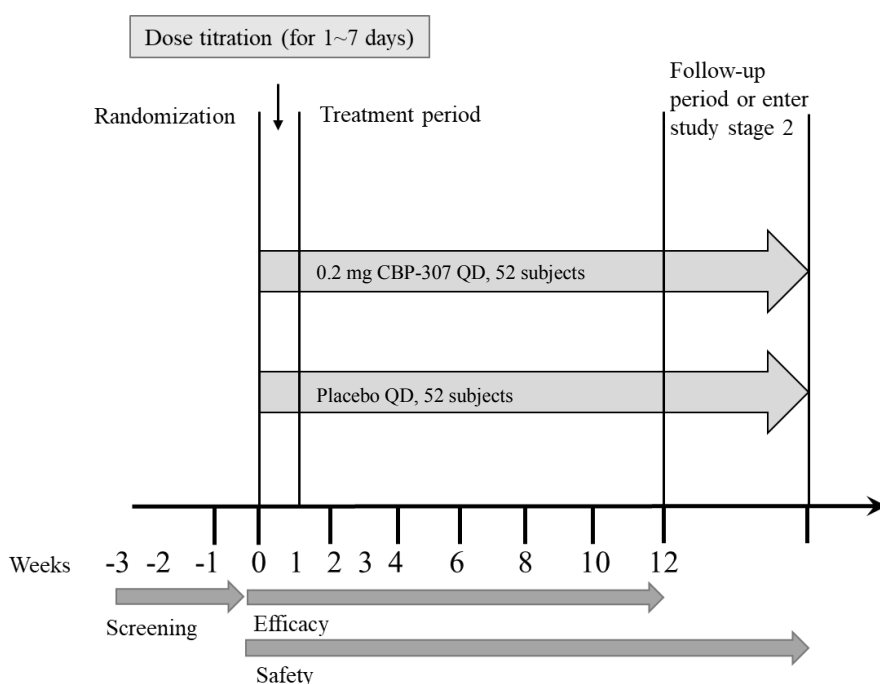 Dose titration (for 1~7 days)
Follow-up
period or enter
study stage 2
Randomization
Treatment period
0.2 mg CBP-307 QD, 52 subjects
Placebo QD, 52 subjects
Weeks -3 -2 -1 0 1 2 3 4 6 8 10 12
Screening
Efficacy
Safety